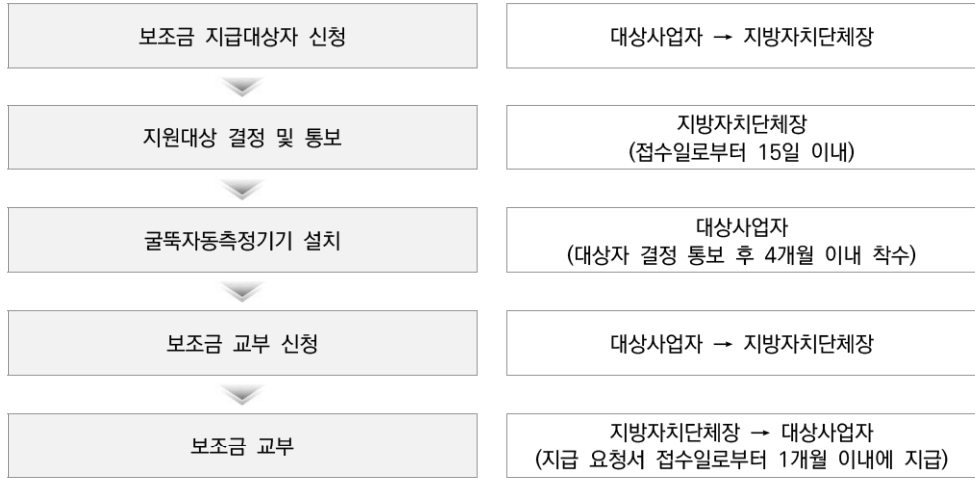 보조금 지급대상자 신청
대상사업자 → 지방자치단체장
지원대상 결정 및 통보
지방자치단체장
(접수일로부터 15일 이내)
굴뚝자동측정기기 설치
대상사업자
(대상자 결정 통보 후 4개월 이내 착수)
보조금 교부 신청
대상사업자 → 지방자치단체장
보조금 교부
지방자치단체장 → 대상사업자
(지급 요청서 접수일로부터 1개월 이내에 지급)